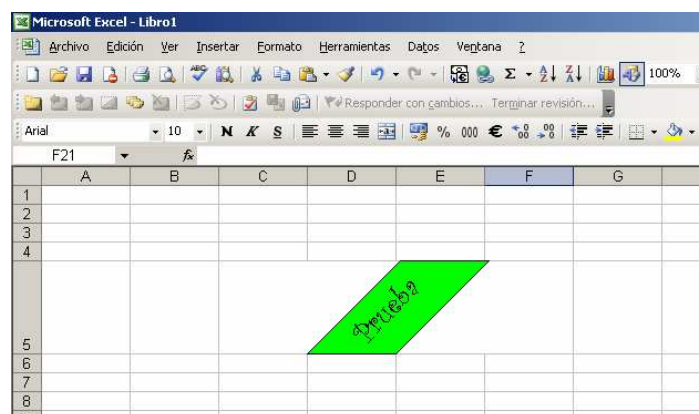 Microsoft Excel - Libro1
Archivo Edición Ver Insertar Formato Herramientas Datos Ventana ?
100%
Responder con cambios... Terminar revisión...
Arial 10 N K S % 000 €
F21 fx
A B C D E F G
1
2
3
4
Prueba
5
6
7
8